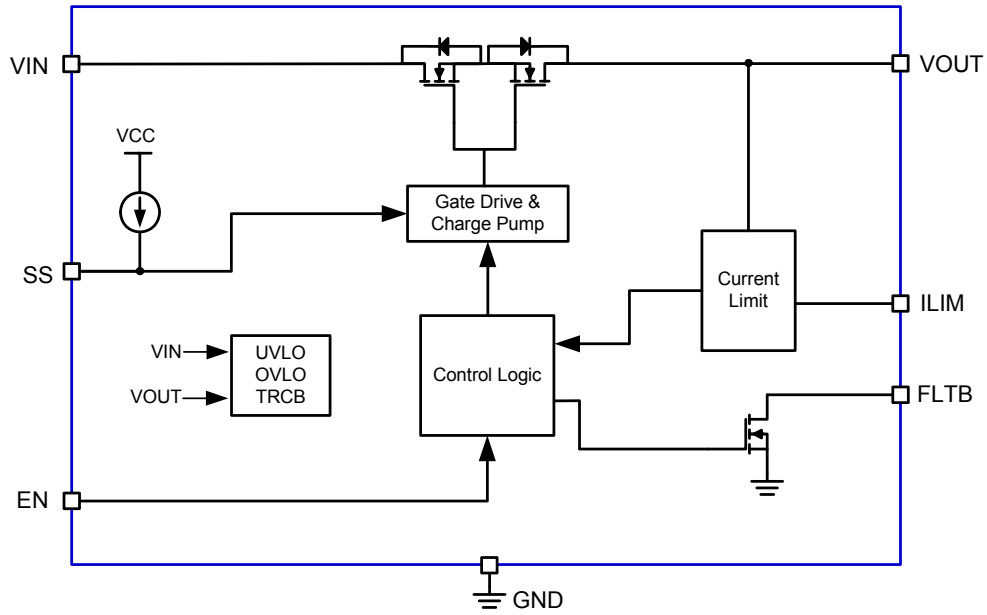 VIN
VOUT
VCC
Gate Drive &
Charge Pump
SS
Current
Limit
ILIM
VIN
VOUT
UVLO
OVLO
TRCB
Control Logic
FLTB
EN
GND